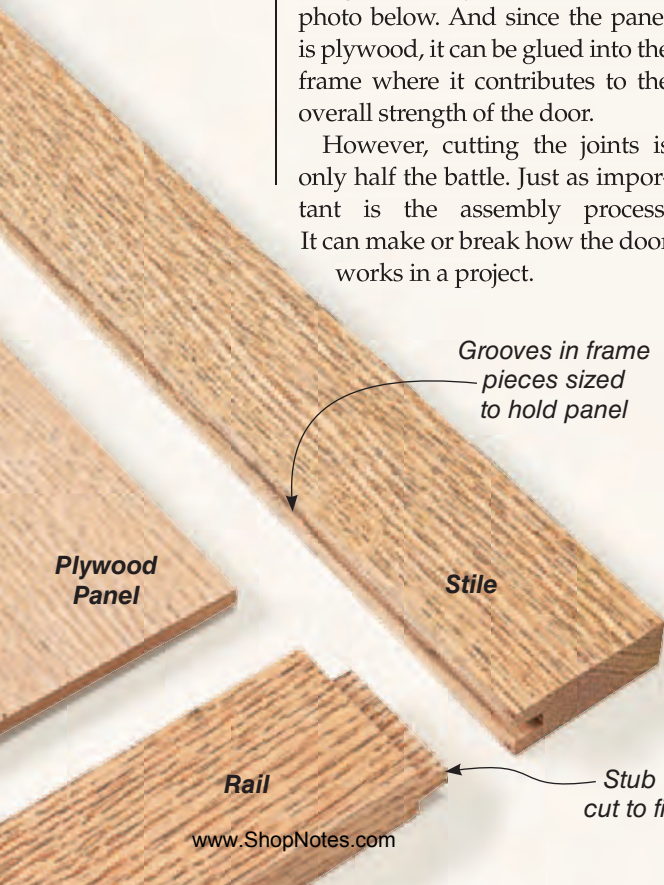 photo below. And since the pane
is plywood, it can be glued into the
frame where it contributes to the
overall strength of the door.
However, cutting the joints is
only half the battle. Just as impor-
tant is the assembly process
It can make or break how the door
works in a project.
Grooves in frame
pieces sized
to hold panel
Plywood
Panel
Stile
Rail
Stub
cut to
www.ShopNotes.com